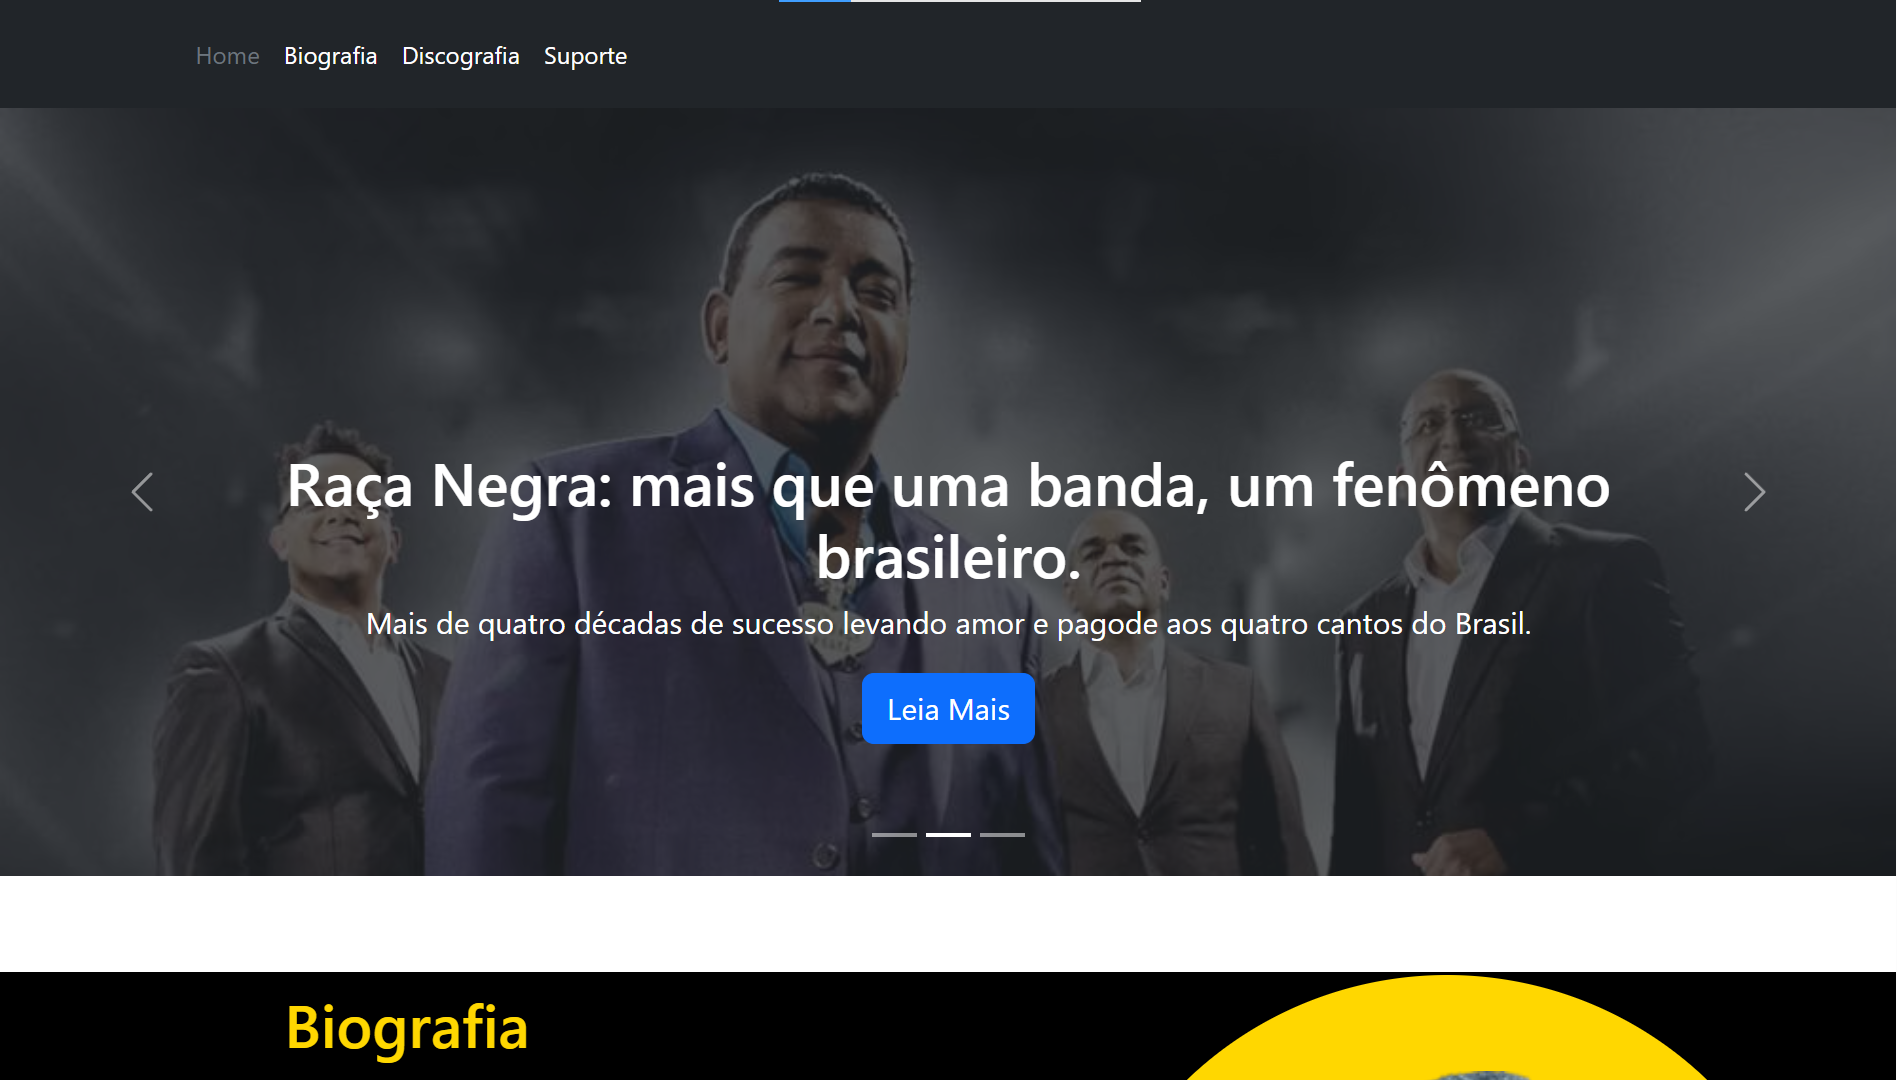 Home Biografia Discografia Suporte
Raça Negra: mais que uma banda, um fenômeno
brasileiro.
Mais de quatro décadas de sucesso levando amor e pagode aos quatro cantos do Brasil.
Leia Mais
Biografia